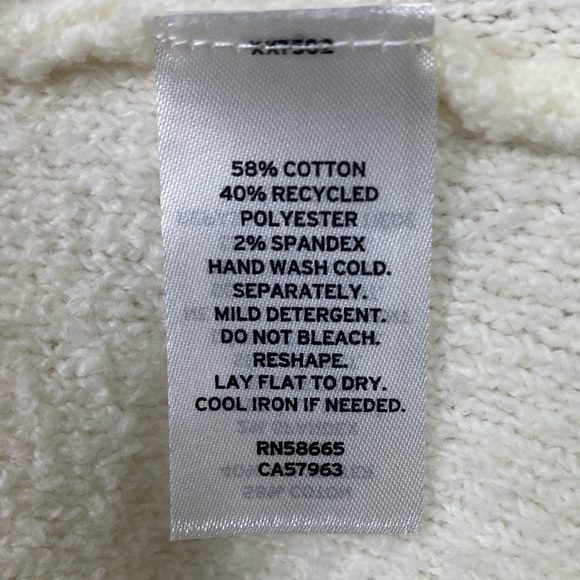 58% COTTON
40% RECYCLED
POLYESTER
2% SPANDEX
HAND WASH COLD.
SEPARATELY.
MILD DETERGENT.
DO NOT BLEACH.
RESHAPE.
LAY FLAT TO DRY.
COOL IRON IF NEEDED.
RN58665
CA57963